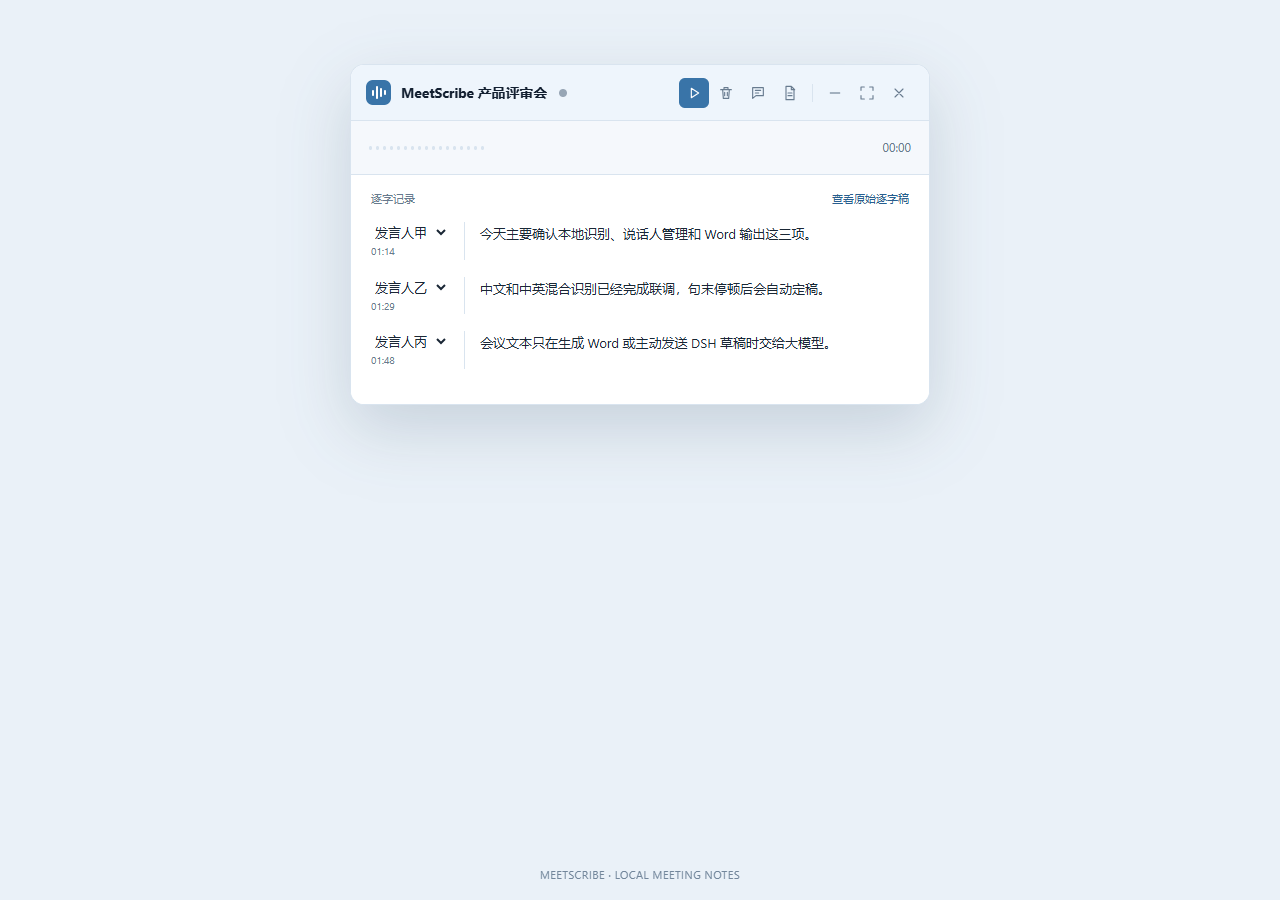 MeetScribe 产品评审会
00:00
逐字记录 查看原始逐字稿
发言人甲 今天主要确认本地识别、说话人管理和 Word 输出这三项。
01:14
发言人乙 中文和中英混合识别已经完成联调，句末停顿后会自动定稿。
01:29
发言人丙 会议文本只在生成 Word 或主动发送 DSH 草稿时交给大模型。
01:48
MEETSCRIBE · LOCAL MEETING NOTES